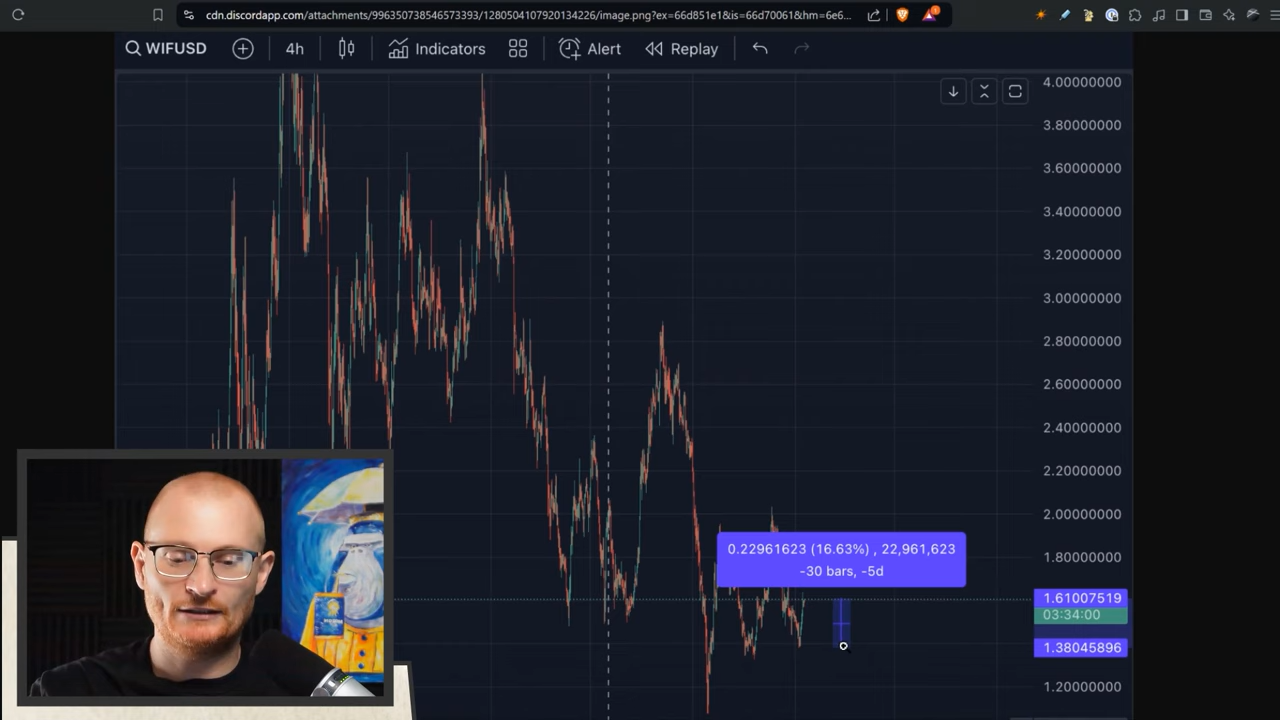 cdn.discordapp.com/attachments/996350738546573393/1280504107920134226/image.png?ex=66d851e1&is=66d70061&hm=6e6...
WIFUSD
4h
Indicators
Alert
Replay
4.00000000
3.80000000
3.60000000
3.40000000
3.20000000
3.00000000
2.80000000
2.60000000
2.40000000
2.20000000
2.00000000
1.80000000
0.22961623 (16.63%) , 22,961,623
-30 bars, -5d
1.61007519
03:34:00
1.38045896
1.20000000